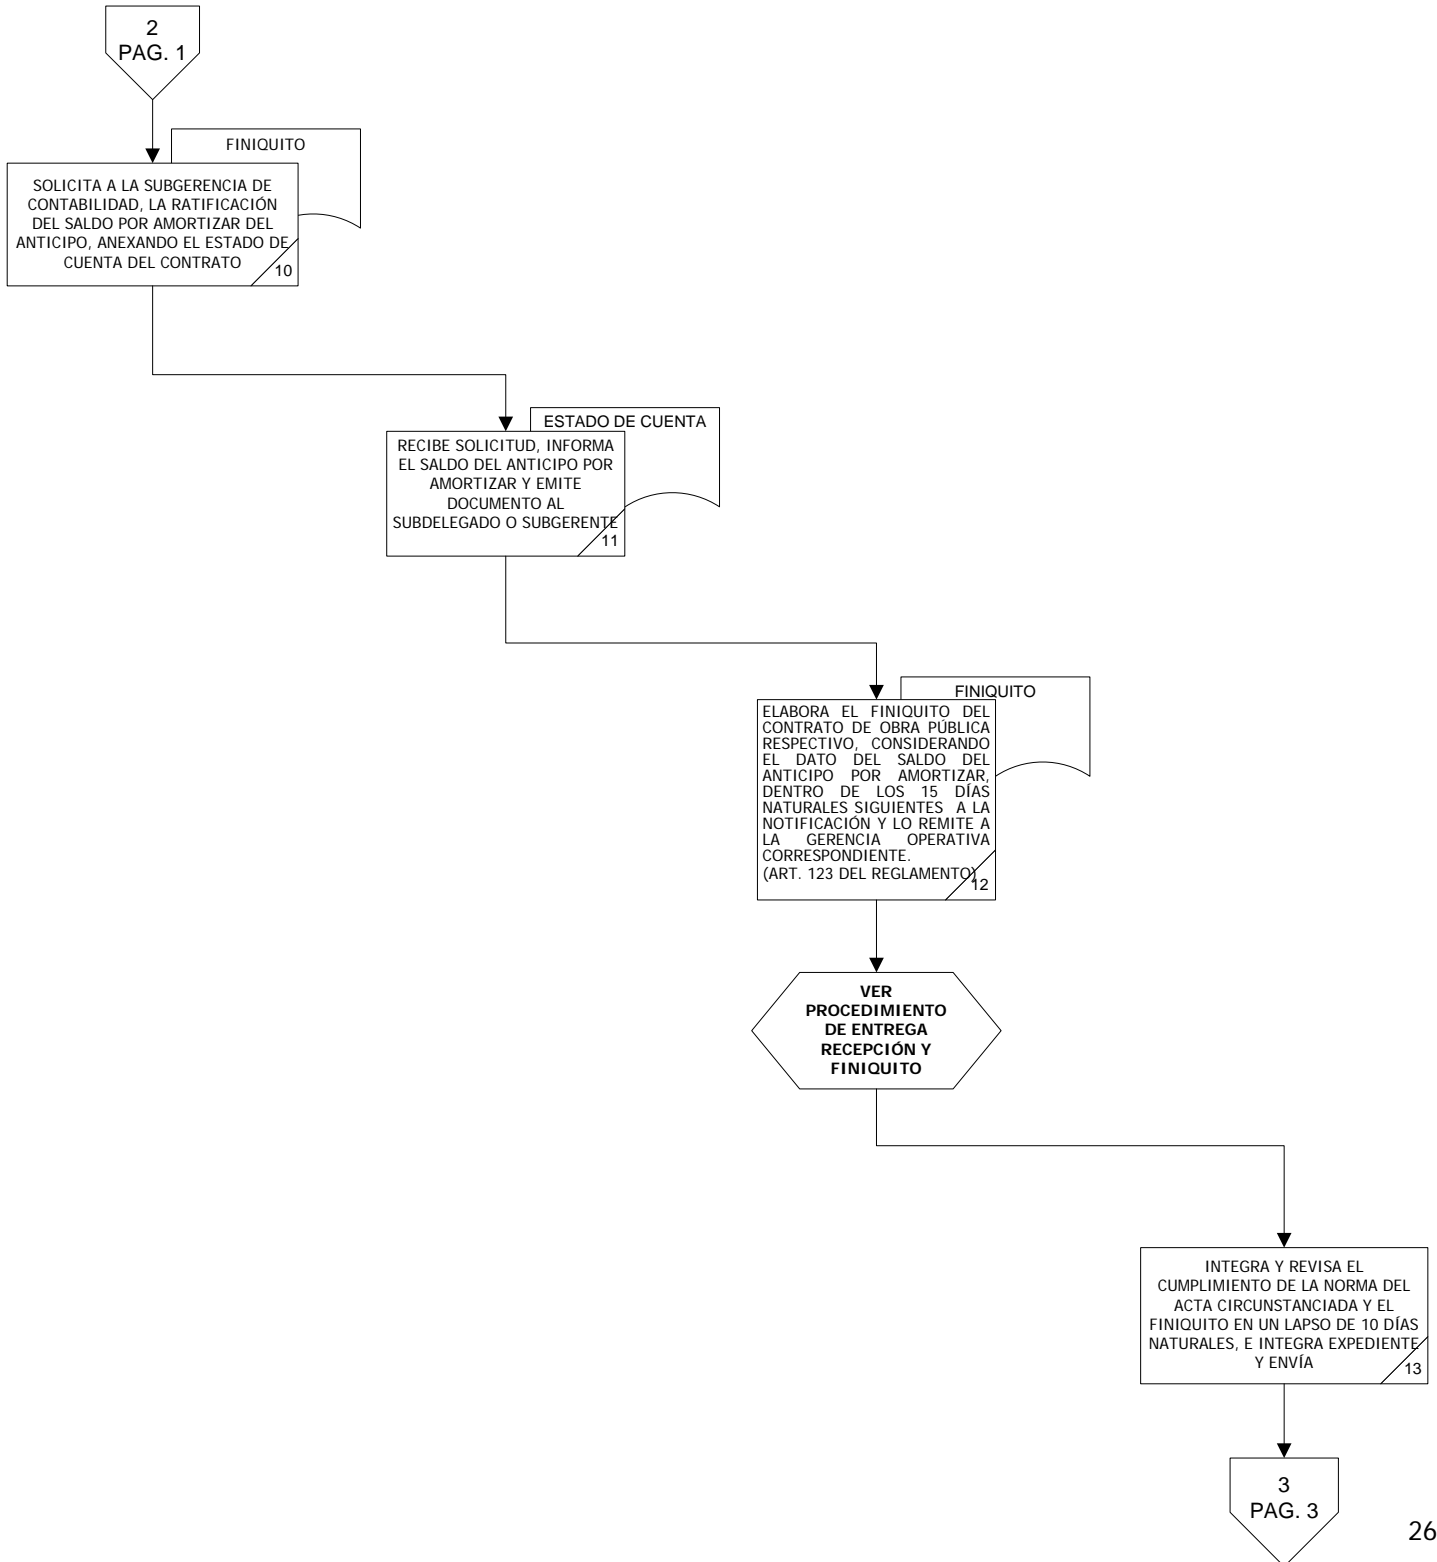 2
PAG. 1
FINIQUITO
SOLICITA A LA SUBGERENCIA DE
CONTABILIDAD, LA RATIFICACIÓN
DEL SALDO POR AMORTIZAR DEL
ANTICIPO, ANEXANDO EL ESTADO DE
CUENTA DEL CONTRATO
10
ESTADO DE CUENTA
RECIBE SOLICITUD, INFORMA
EL SALDO DEL ANTICIPO POR
AMORTIZAR Y EMITE
DOCUMENTO AL
SUBDELEGADO O SUBGERENTE
11
FINIQUITO
ELABORA EL FINIQUITO DEL
CONTRATO DE OBRA PÚBLICA
RESPECTIVO, CONSIDERANDO
EL DATO DEL SALDO DEL
ANTICIPO POR AMORTIZAR,
DENTRO DE LOS 15 DÍAS
NATURALES SIGUIENTES A LA
NOTIFICACIÓN Y LO REMITE A
LA GERENCIA OPERATIVA
CORRESPONDIENTE.
(ART. 123 DEL REGLAMENTO)
12
VER
PROCEDIMIENTO
DE ENTREGA
RECEPCIÓN Y
FINIQUITO
INTEGRA Y REVISA EL
CUMPLIMIENTO DE LA NORMA DEL
ACTA CIRCUNSTANCIADA Y EL
FINIQUITO EN UN LAPSO DE 10 DÍAS
NATURALES, E INTEGRA EXPEDIENTE
Y ENVÍA
13
3
PAG. 3
26